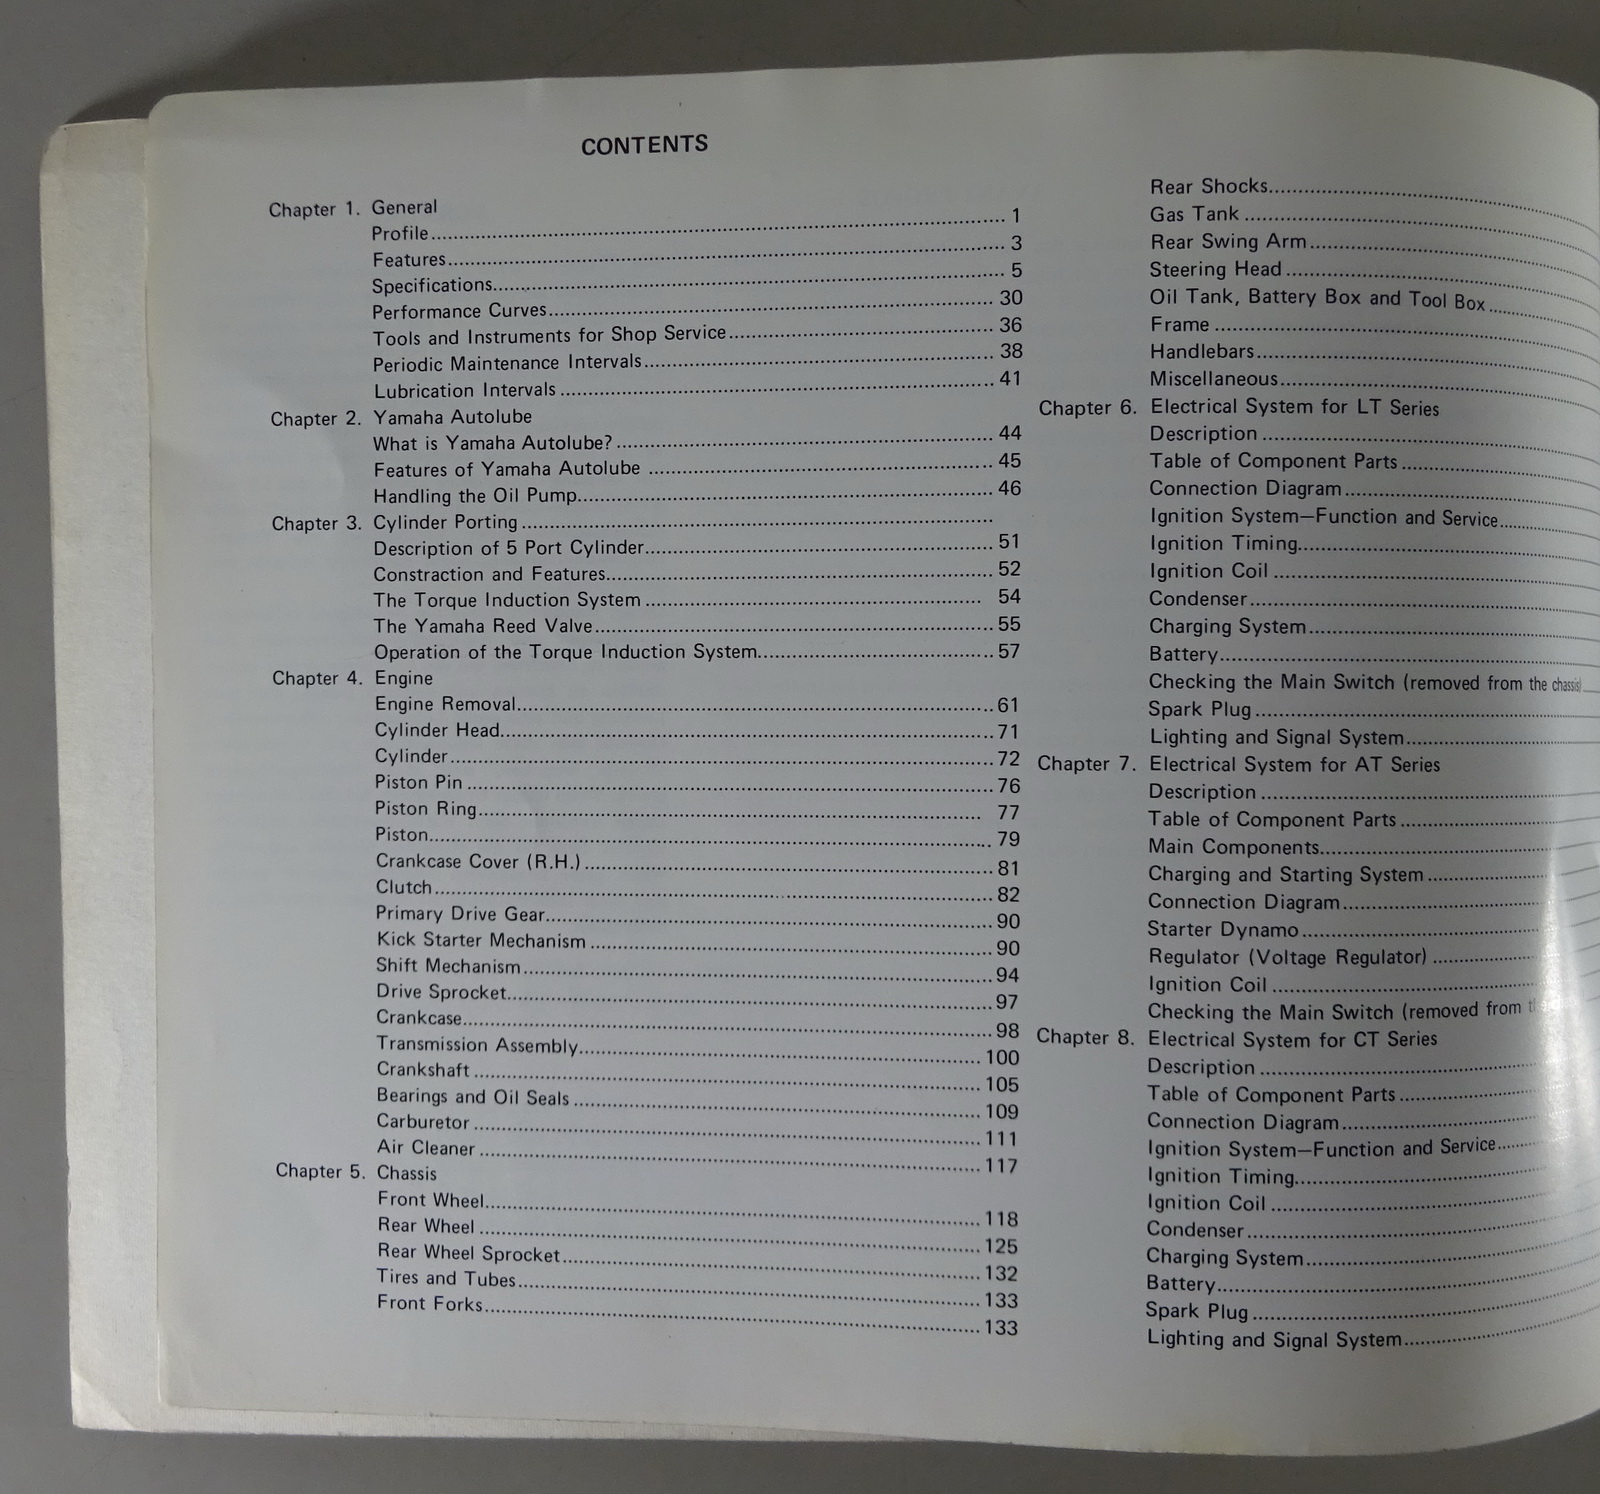 CONTENTS
Chapter 1. General
Profile 1
Features 3
Specifications 5
Performance Curves 30
Tools and Instruments for Shop Service 36
Periodic Maintenance Intervals 38
Lubrication Intervals 41
Chapter 2. Yamaha Autolube
What is Yamaha Autolube? 44
Features of Yamaha Autolube 45
Handling the Oil Pump 46
Chapter 3. Cylinder Porting
Description of 5 Port Cylinder 51
Constraction and Features 52
The Torque Induction System 54
The Yamaha Reed Valve 55
Operation of the Torque Induction System 57
Chapter 4. Engine
Engine Removal 61
Cylinder Head 71
Cylinder 72
Piston Pin 76
Piston Ring 77
Piston 79
Crankcase Cover (R.H.) 81
Clutch 82
Primary Drive Gear 90
Kick Starter Mechanism 90
Shift Mechanism 94
Drive Sprocket 97
Crankcase 98
Transmission Assembly 100
Crankshaft 105
Bearings and Oil Seals 109
Carburetor 111
Air Cleaner 117
Chapter 5. Chassis
Front Wheel 118
Rear Wheel 125
Rear Wheel Sprocket 132
Tires and Tubes 133
Front Forks 133
Rear Shocks
Gas Tank
Rear Swing Arm
Steering Head
Oil Tank, Battery Box and Tool Box
Frame
Handlebars
Miscellaneous
Chapter 6. Electrical System for LT Series
Description
Table of Component Parts
Connection Diagram
Ignition System—Function and Service
Ignition Timing
Ignition Coil
Condenser
Charging System
Battery
Checking the Main Switch (removed from the chassis)
Spark Plug
Lighting and Signal System
Chapter 7. Electrical System for AT Series
Description
Table of Component Parts
Main Components
Charging and Starting System
Connection Diagram
Starter Dynamo
Regulator (Voltage Regulator)
Ignition Coil
Checking the Main Switch (removed from
Chapter 8. Electrical System for CT Series
Description
Table of Component Parts
Connection Diagram
Ignition System—Function and Service
Ignition Timing
Ignition Coil
Condenser
Charging System
Battery
Spark Plug
Lighting and Signal System